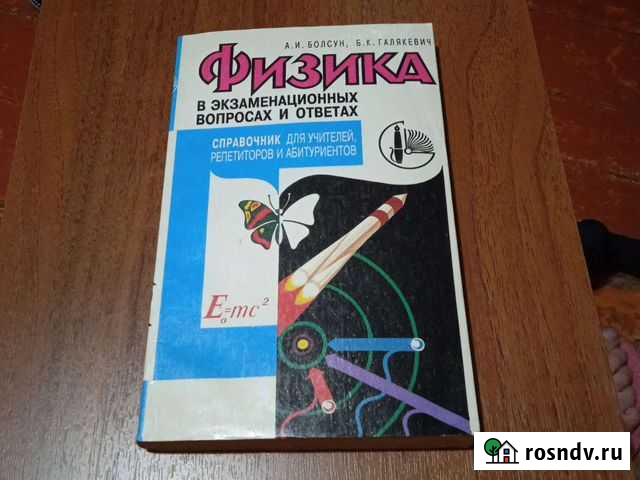 А.И. БОЛСУН, Б.К. ГАЛЯКЕВИЧ
ФИЗИКА
В ЭКЗАМЕНАЦИОННЫХ
ВОПРОСАХ И ОТВЕТАХ
СПРАВОЧНИК ДЛЯ УЧИТЕЛЕЙ,
РЕПЕТИТОРОВ И АБИТУРИЕНТОВ
E₀=mc²
rosndv.ru